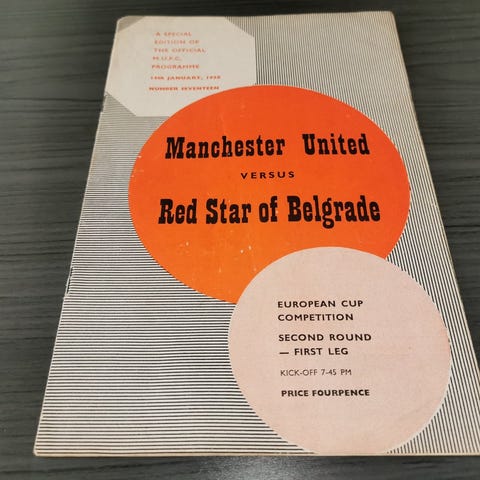 A SPECIAL
EDITION OF
THE OFFICIAL
M.U.F.C.
PROGRAMME
14th JANUARY, 1958
NUMBER SEVENTEEN
Manchester United
VERSUS
Red Star of Belgrade
EUROPEAN CUP
COMPETITION
SECOND ROUND
— FIRST LEG
KICK-OFF 7-45 PM
PRICE FOURPENCE